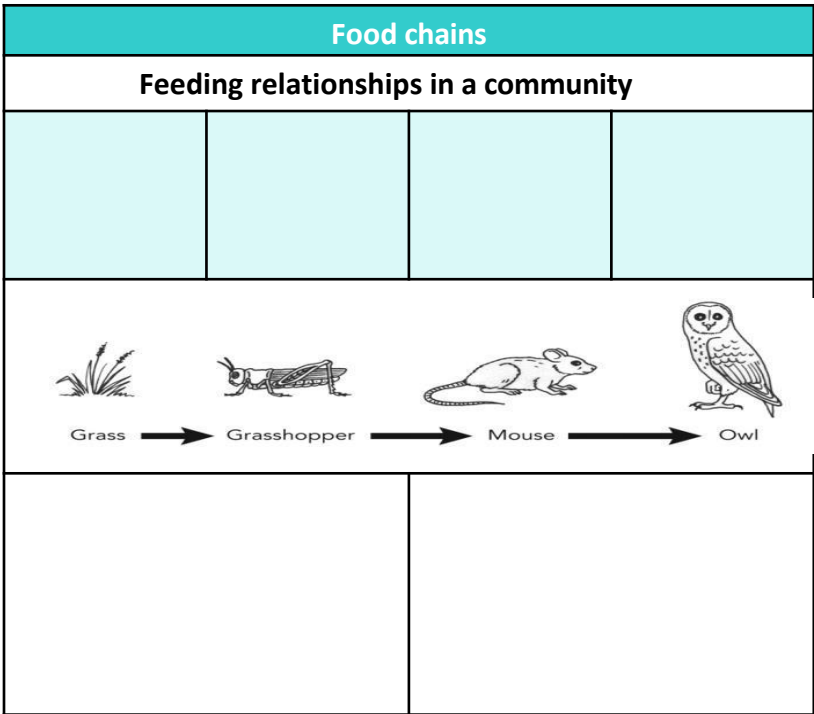 Food chains
Feeding relationships in a community
Grass Grasshopper Mouse Owl